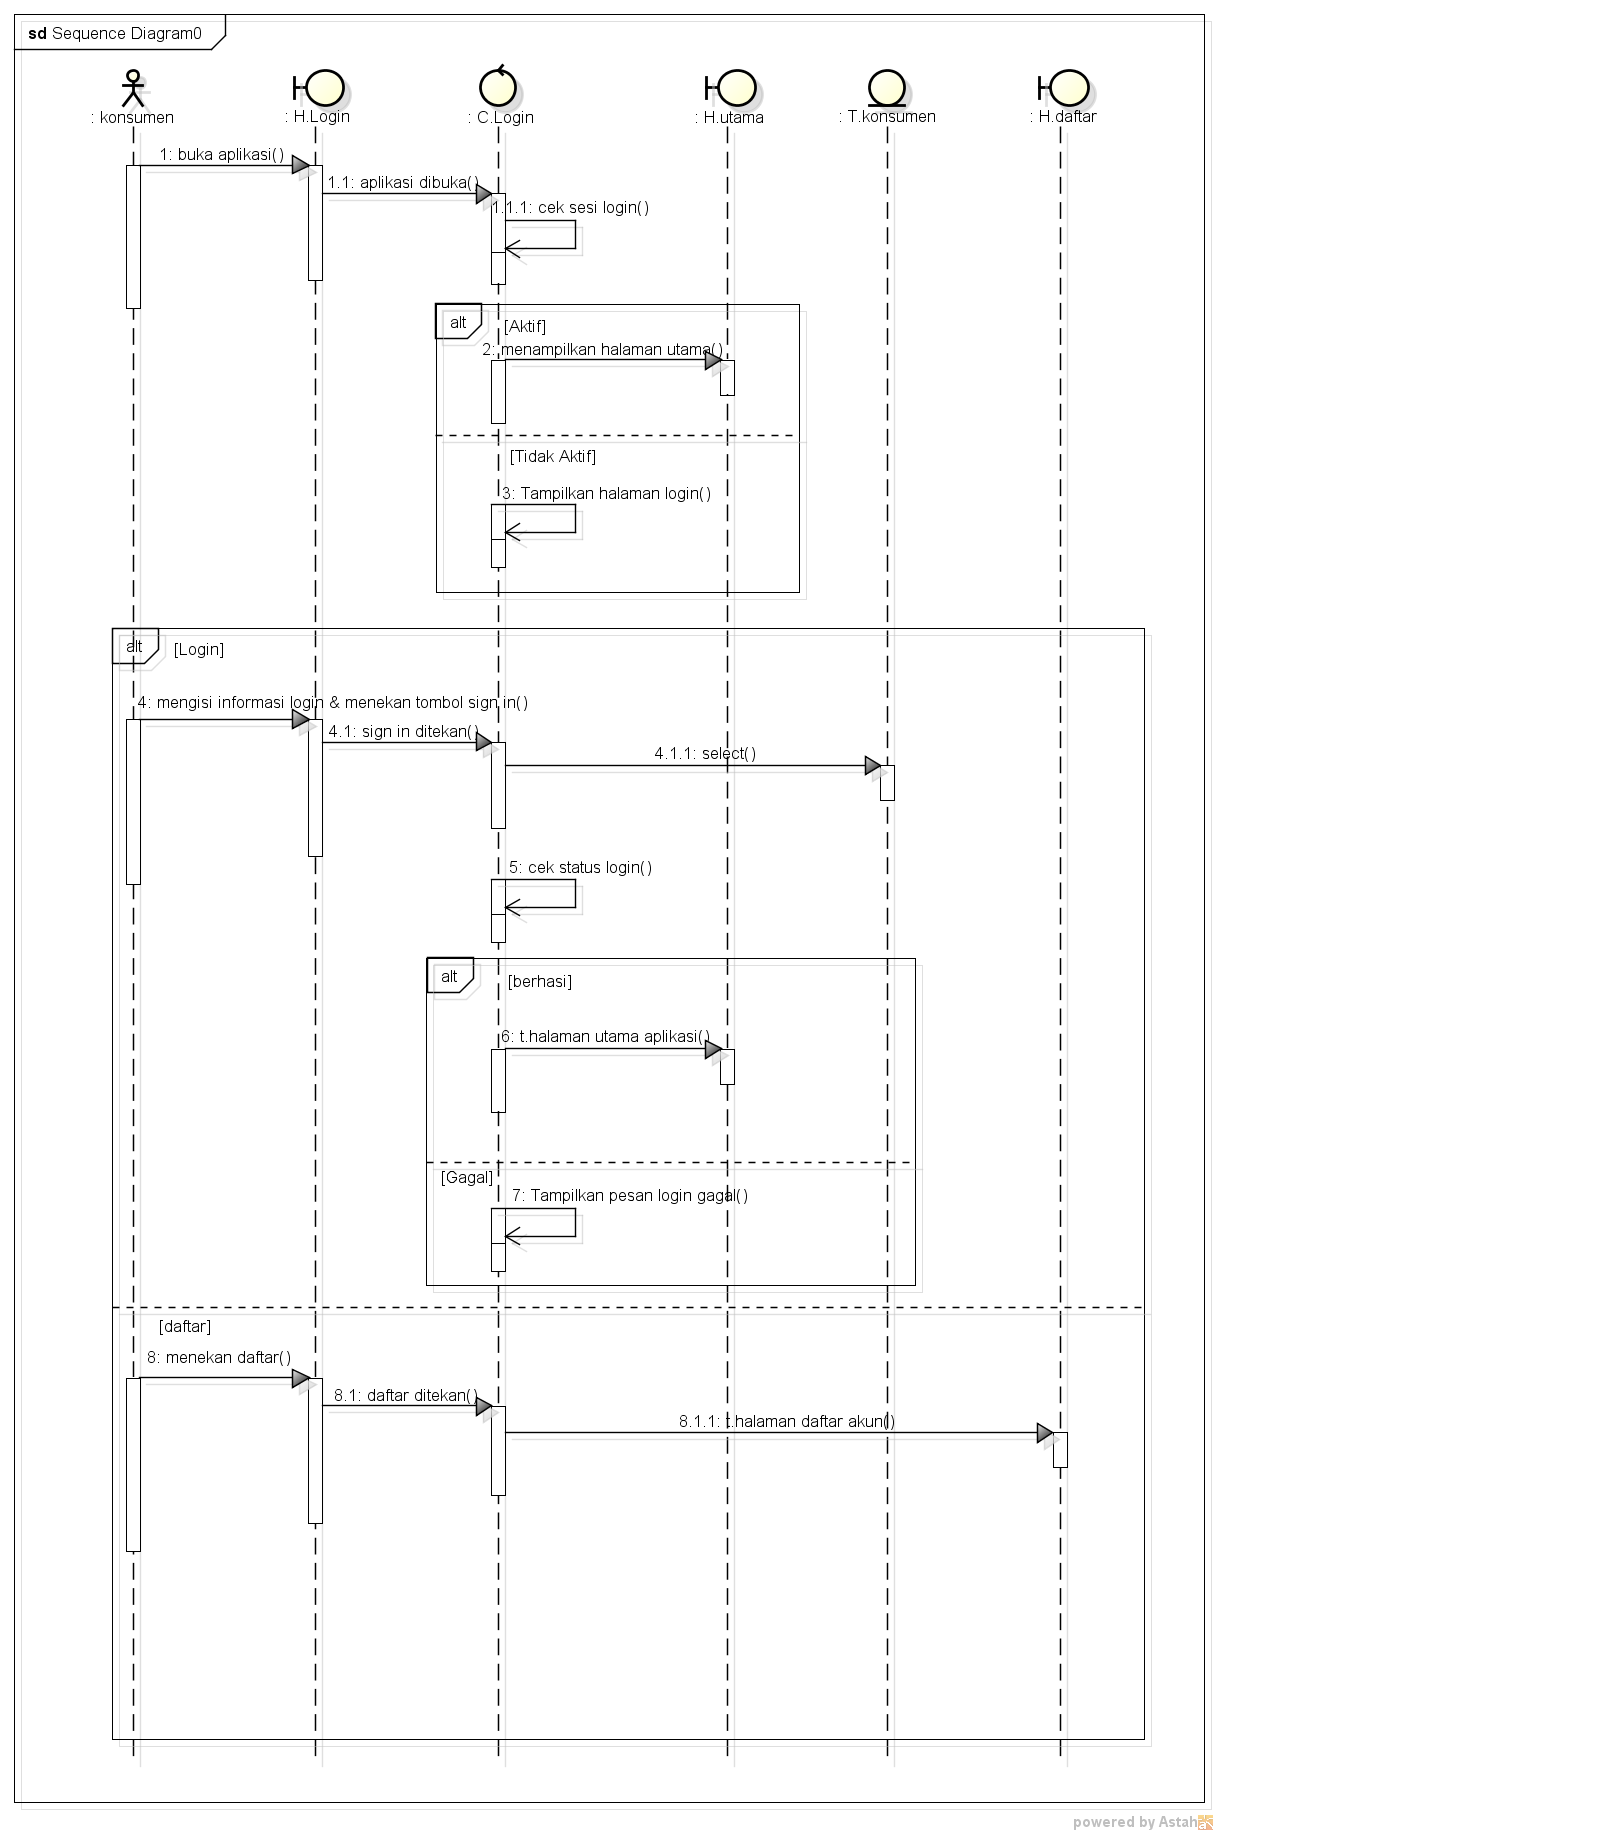 sd Sequence Diagram0
: konsumen
: H.Login
: C.Login
: H.utama
: T.konsumen
: H.daftar
1: buka aplikasi()
1.1: aplikasi dibuka()
1.1.1: cek sesi login()
alt
[Aktif]
2: menampilkan halaman utama()
[Tidak Aktif]
3: Tampilkan halaman login()
alt
[Login]
4: mengisi informasi login & menekan tombol sign in()
4.1: sign in ditekan()
4.1.1: select()
5: cek status login()
alt
[berhasi]
6: t.halaman utama aplikasi()
[Gagal]
7: Tampilkan pesan login gagal()
[daftar]
8: menekan daftar()
8.1: daftar ditekan()
8.1.1: t.halaman daftar akun()
powered by Astah